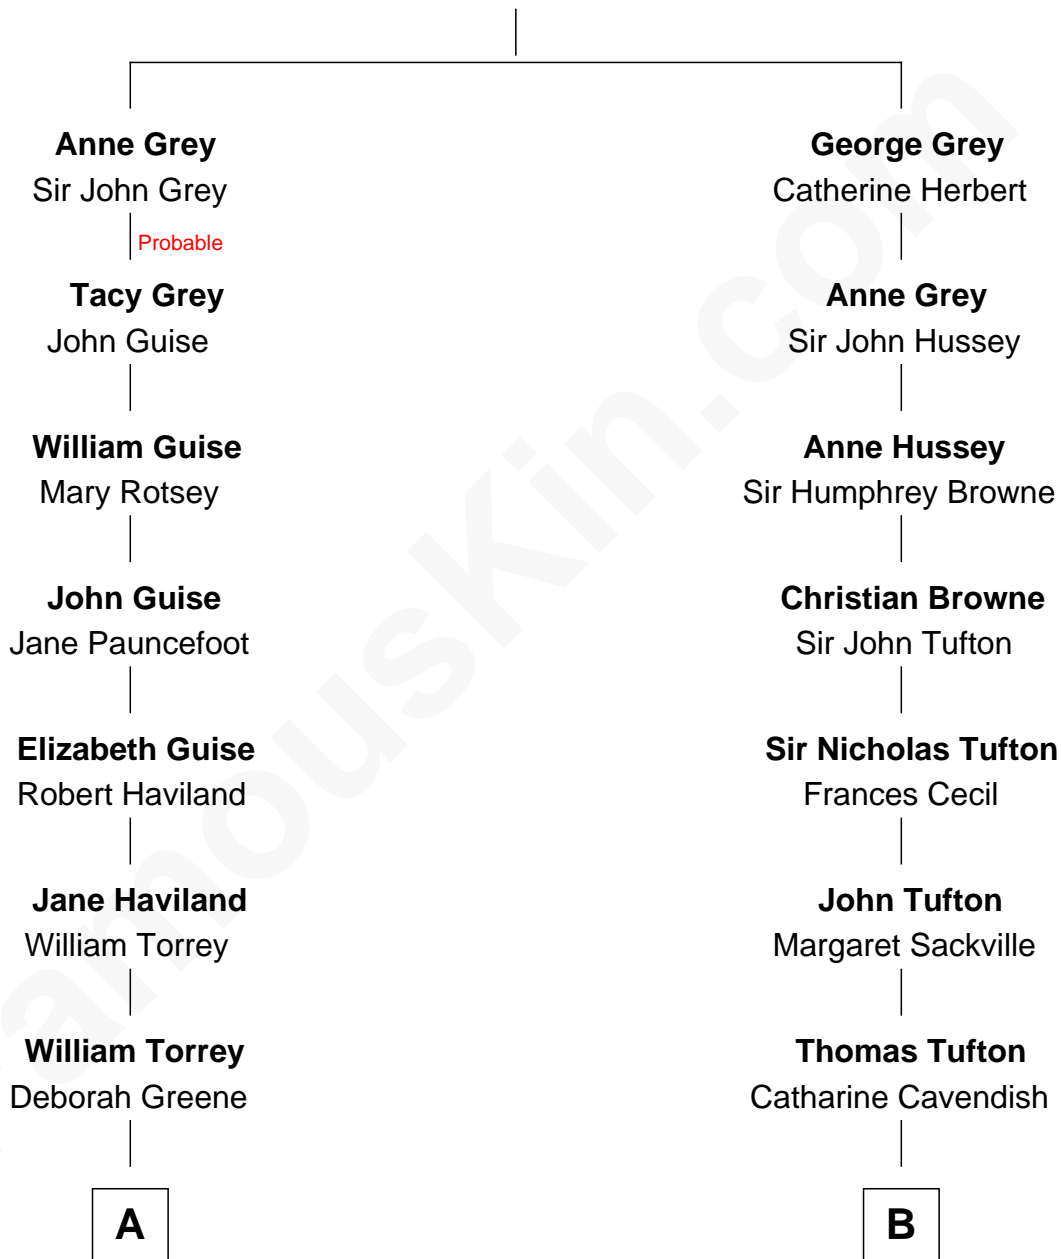 Anne Grey
Sir John Grey
Probable
Tacy Grey
John Guise
William Guise
Mary Rotsey
John Guise
Jane Pauncefoot
Elizabeth Guise
Robert Haviland
Jane Haviland
William Torrey
William Torrey
Deborah Greene
A
George Grey
Catherine Herbert
Anne Grey
Sir John Hussey
Anne Hussey
Sir Humphrey Browne
Christian Browne
Sir John Tufton
Sir Nicholas Tufton
Frances Cecil
John Tufton
Margaret Sackville
Thomas Tufton
Catharine Cavendish
B
amouskin.com